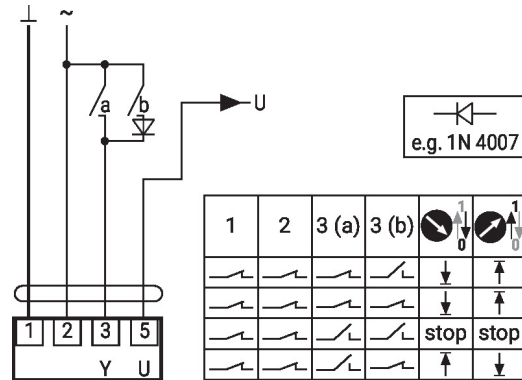 ⊥ ~
a b
U
e.g. 1N 4007
1 2 3 (a) 3 (b) 1 0 1 0
stop stop
1 2 3 5
Y U